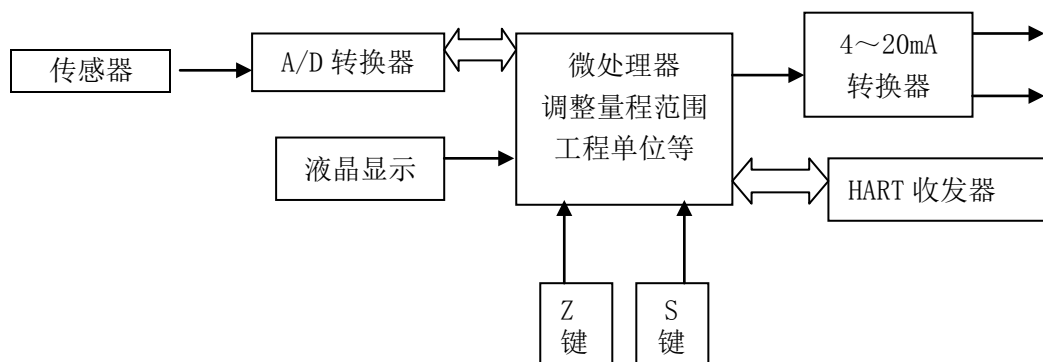 传感器
A/D 转换器
微处理器
调整量程范围
工程单位等
4～20mA
转换器
液晶显示
HART 收发器
Z
键
S
键